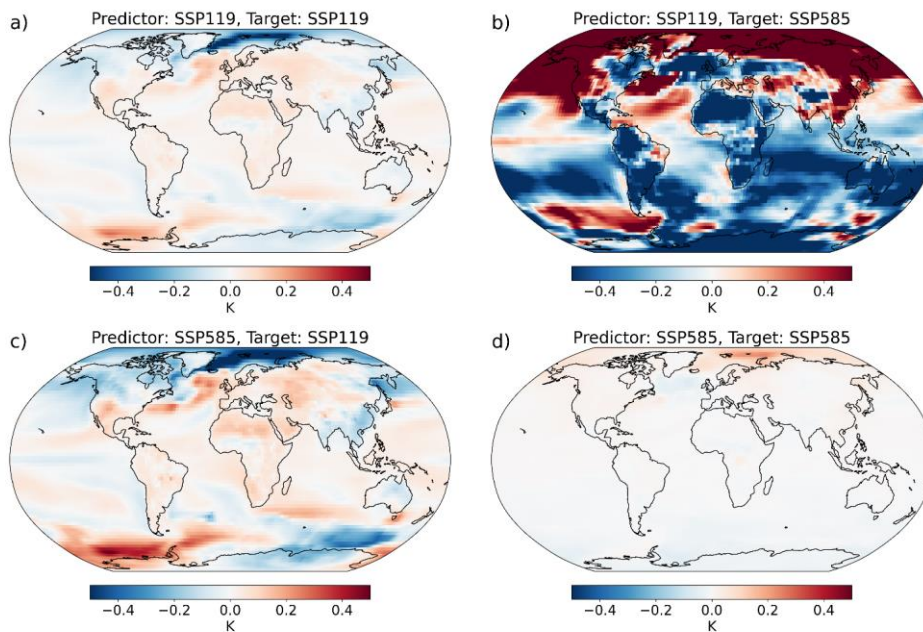 a) Predictor: SSP119, Target: SSP119
b) Predictor: SSP119, Target: SSP585
−0.4 −0.2 0.0 0.2 0.4
K
−0.4 −0.2 0.0 0.2 0.4
K
c) Predictor: SSP585, Target: SSP119
d) Predictor: SSP585, Target: SSP585
−0.4 −0.2 0.0 0.2 0.4
K
−0.4 −0.2 0.0 0.2 0.4
K